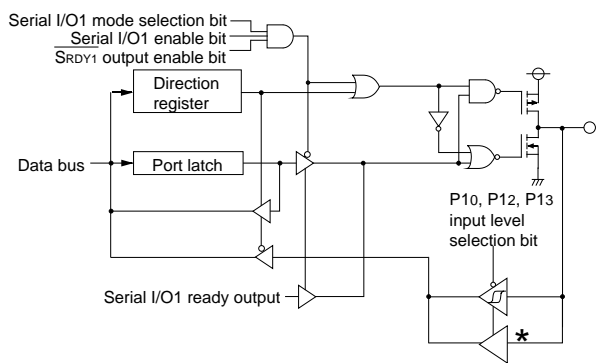 Serial I/O1 mode selection bit
Serial I/O1 enable bit
SRDY1 output enable bit
Direction
register
Data bus
Port latch
P10, P12, P13
input level
selection bit
Serial I/O1 ready output
*